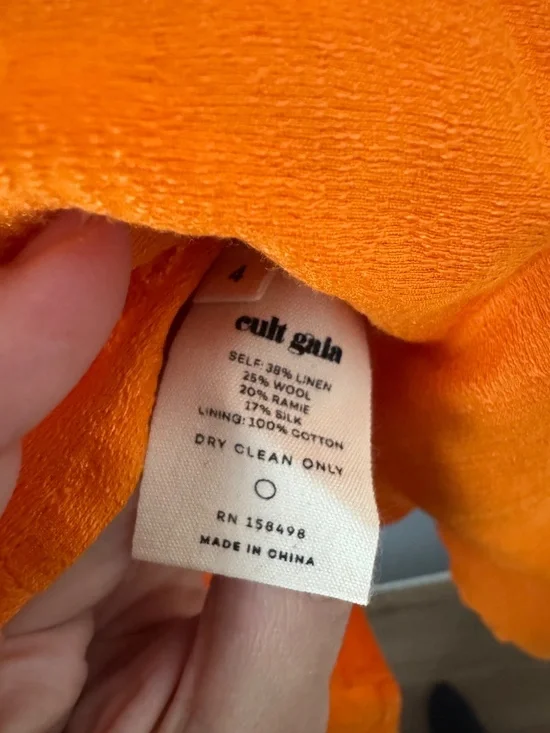 4
cult gaia
SELF: 38% LINEN
25% WOOL
20% RAMIE
17% SILK
LINING: 100% COTTON
DRY CLEAN ONLY
RN 158498
MADE IN CHINA